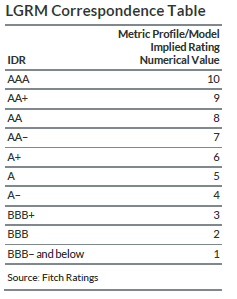 LGRM Correspondence Table
Metric Profile/Model
Implied Rating
IDR Numerical Value
AAA 10
AA+ 9
AA 8
AA– 7
A+ 6
A 5
A– 4
BBB+ 3
BBB 2
BBB– and below 1
Source: Fitch Ratings